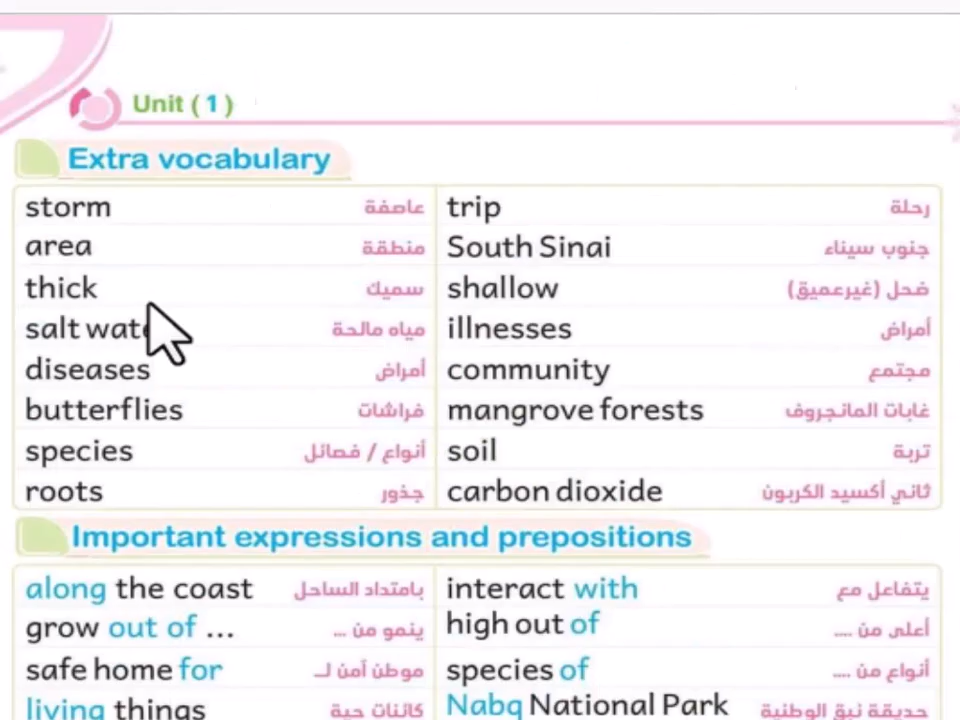 Unit ( 1 )
Extra vocabulary
storm عاصفة trip رحلة
area منطقة South Sinai جنوب سيناء
thick سميك shallow ضحل (غيرعميق)
salt مياه مالحة illnesses أمراض
diseases أمراض community مجتمع
butterflies فراشات mangrove forests غابات المانجروف
species أنواع / فصائل soil تربة
roots جذور carbon dioxide ثاني أكسيد الكربون
Important expressions and prepositions
along the coast بامتداد الساحل interact with يتفاعل مع
grow out of ... ينمو من ... high out of أعلى من ....
safe home for موطن آمن لـ species of أنواع من ....
living things كائنات حية Nabq National Park حديقة نبق الوطنية